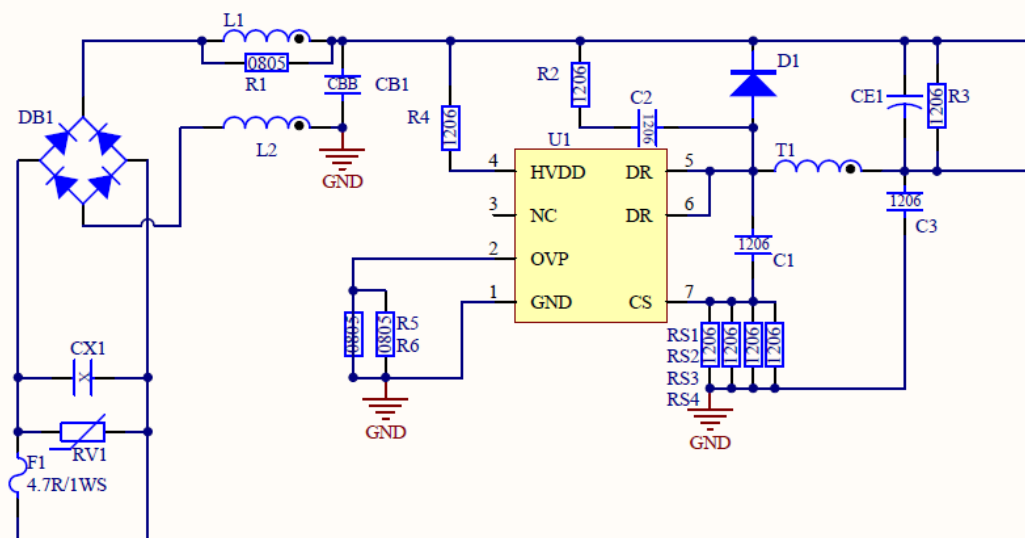 L1
0805
R1
CBB
CB1
DB1
L2
GND
R4
1206
R2
1206
C2
1206
D1
CE1
1206
R3
U1
4
HVDD
DR
5
3
NC
DR
6
2
OVP
1
GND
CS
7
T1
1206
C3
1206
C1
0805
0805
R5
R6
GND
RS1
RS2
RS3
RS4
1206
1206
1206
1206
GND
CX1
X
RV1
F1
4.7R/1WS